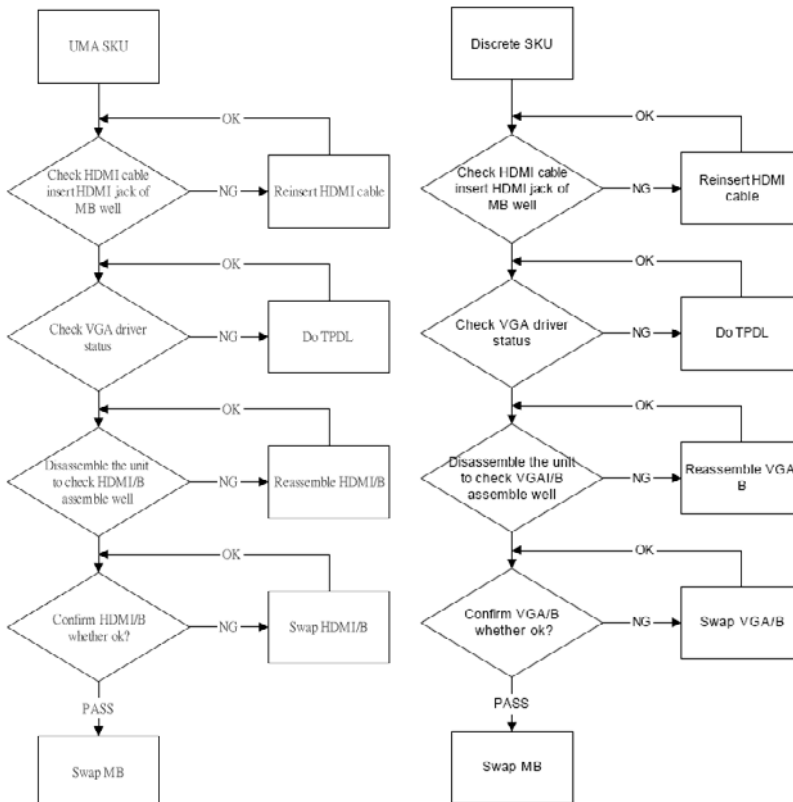 UMA SKU
OK
Check HDMI cable
insert HDMI jack of
MB well
NG
Reinsert HDMI cable
OK
Check VGA driver
status
NG
Do TPDL
OK
Disassemble the unit
to check HDMI/B
assemble well
NG
Reassemble HDMI/B
OK
Confirm HDMI/B
whether ok?
NG
Swap HDMI/B
PASS
Swap MB
Discrete SKU
OK
Check HDMI cable
insert HDMI jack of
MB well
NG
Reinsert HDMI
cable
OK
Check VGA driver
status
NG
Do TPDL
OK
Disassemble the unit
to check VGAI/B
assemble well
NG
Reassemble VGA/
B
OK
Confirm VGA/B
whether ok?
NG
Swap VGA/B
PASS
Swap MB